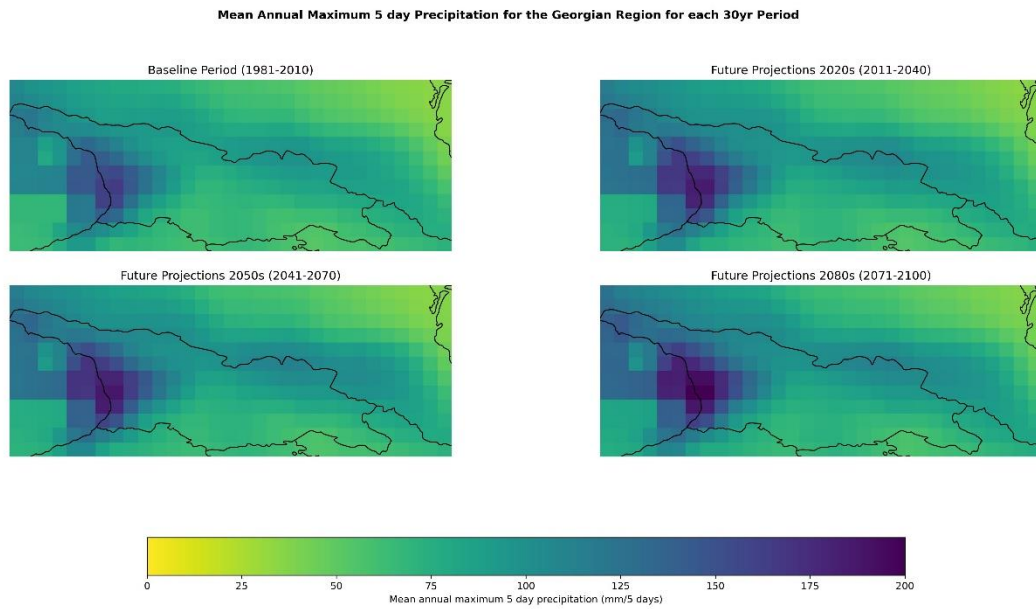 Mean Annual Maximum 5 day Precipitation for the Georgian Region for each 30yr Period
Baseline Period (1981-2010)
Future Projections 2020s (2011-2040)
Future Projections 2050s (2041-2070)
Future Projections 2080s (2071-2100)
0 25 50 75 100 125 150 175 200
Mean annual maximum 5 day precipitation (mm/5 days)